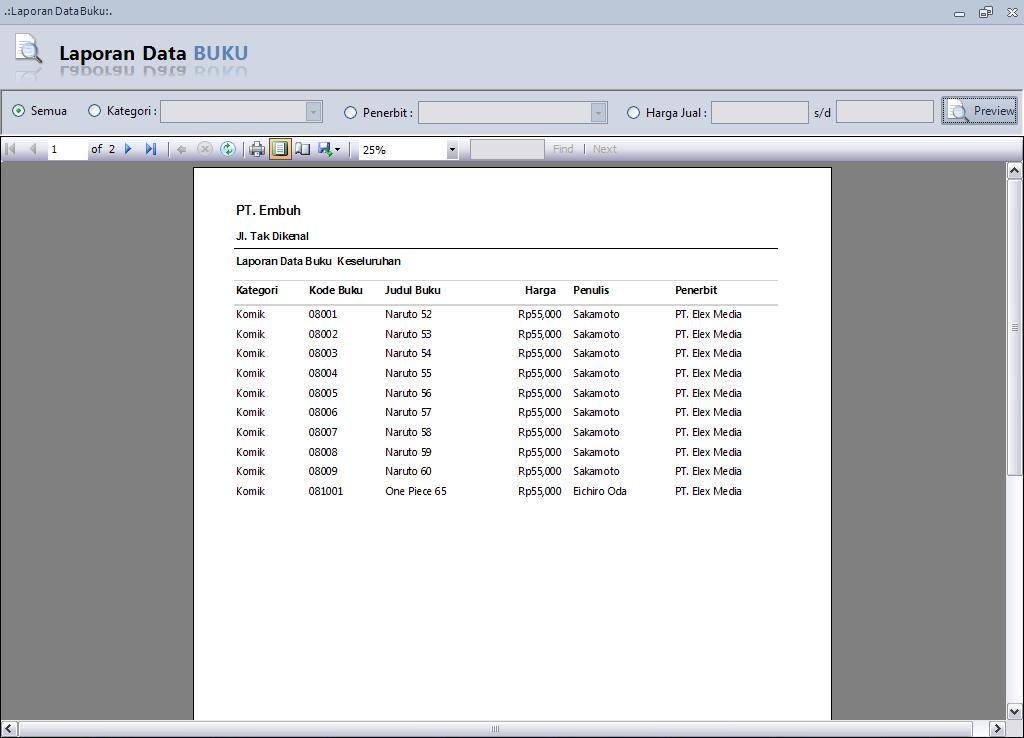 .:Laporan Data Buku:.
Laporan Data BUKU
Semua Kategori : Penerbit : Harga Jual : s/d Preview
1 of 2 25% Find | Next
PT. Embuh
Jl. Tak Dikenal
Laporan Data Buku Keseluruhan
Kategori Kode Buku Judul Buku Harga Penulis Penerbit
Komik 08001 Naruto 52 Rp55,000 Sakamoto PT. Elex Media
Komik 08002 Naruto 53 Rp55,000 Sakamoto PT. Elex Media
Komik 08003 Naruto 54 Rp55,000 Sakamoto PT. Elex Media
Komik 08004 Naruto 55 Rp55,000 Sakamoto PT. Elex Media
Komik 08005 Naruto 56 Rp55,000 Sakamoto PT. Elex Media
Komik 08006 Naruto 57 Rp55,000 Sakamoto PT. Elex Media
Komik 08007 Naruto 58 Rp55,000 Sakamoto PT. Elex Media
Komik 08008 Naruto 59 Rp55,000 Sakamoto PT. Elex Media
Komik 08009 Naruto 60 Rp55,000 Sakamoto PT. Elex Media
Komik 081001 One Piece 65 Rp55,000 Eichiro Oda PT. Elex Media